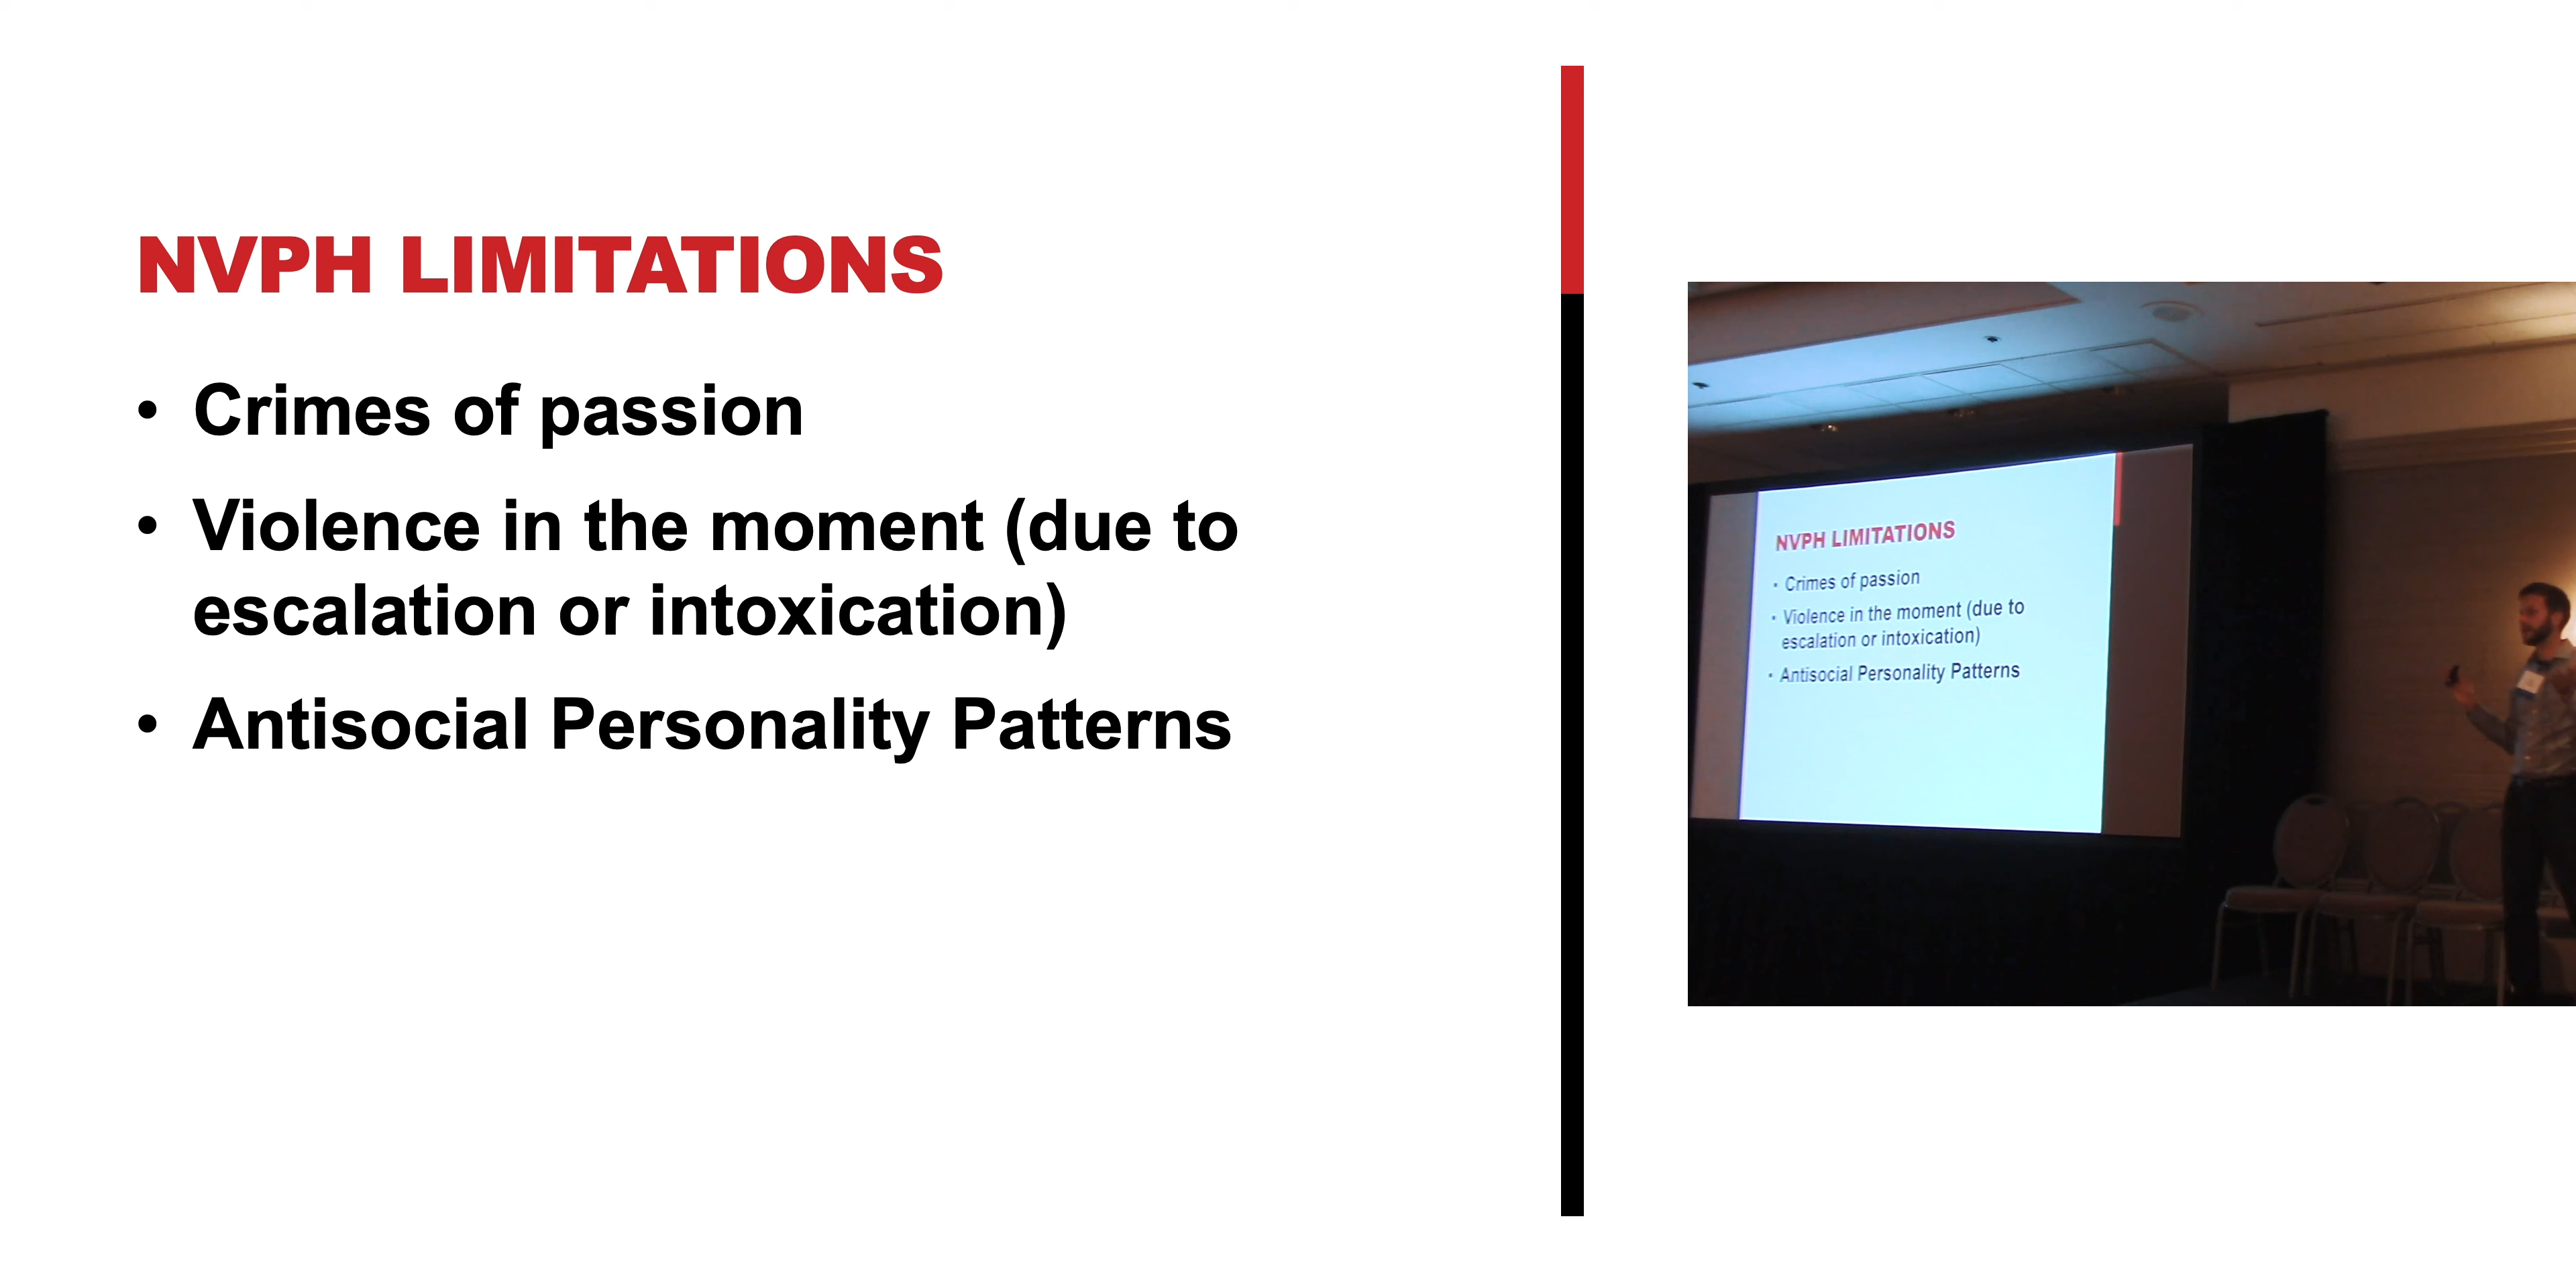 NVPH LIMITATIONS
• Crimes of passion
• Violence in the moment (due to
escalation or intoxication)
• Antisocial Personality Patterns
NVPH LIMITATIONS
• Crimes of passion
• Violence in the moment (due to
escalation or intoxication)
• Antisocial Personality Patterns